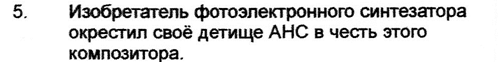 5. Изобретатель фотоэлектронного синтезатора
окрестил своё детище АНС в честь этого
композитора.